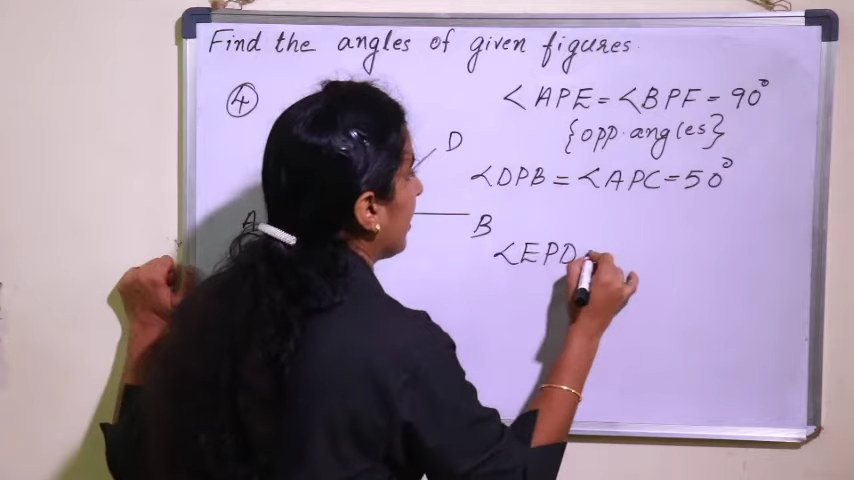 Find the angles of given figures.
④
∠APE = ∠BPF = 90°
{opp. angles}
D
∠DPB = ∠APC = 50°
A
B
∠EPD